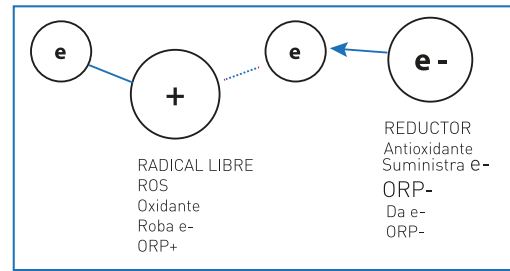 e
+
e
e -
RADICAL LIBRE
ROS
Oxidante
Roba e-
ORP+
REDUCTOR
Antioxidante
Suministra e-
ORP-
Da e-
ORP-